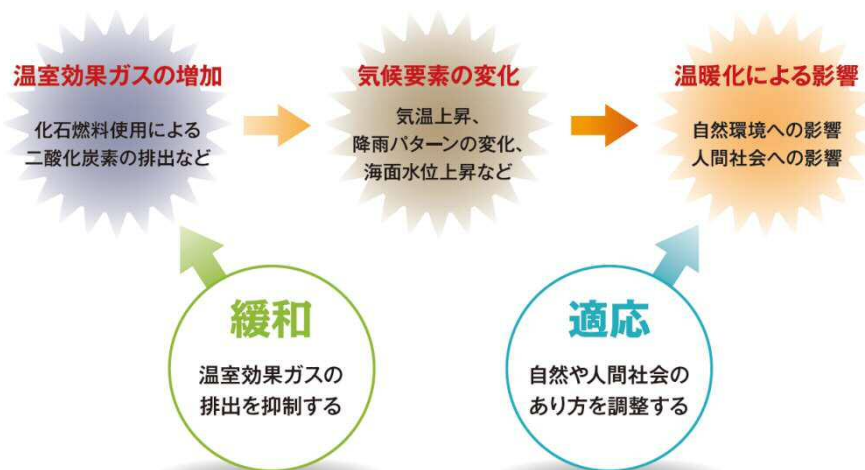 温室効果ガスの増加
化石燃料使用による
二酸化炭素の排出など
気候要素の変化
気温上昇、
降雨パターンの変化、
海面水位上昇など
温暖化による影響
自然環境への影響
人間社会への影響
緩和
温室効果ガスの
排出を抑制する
適応
自然や人間社会の
あり方を調整する